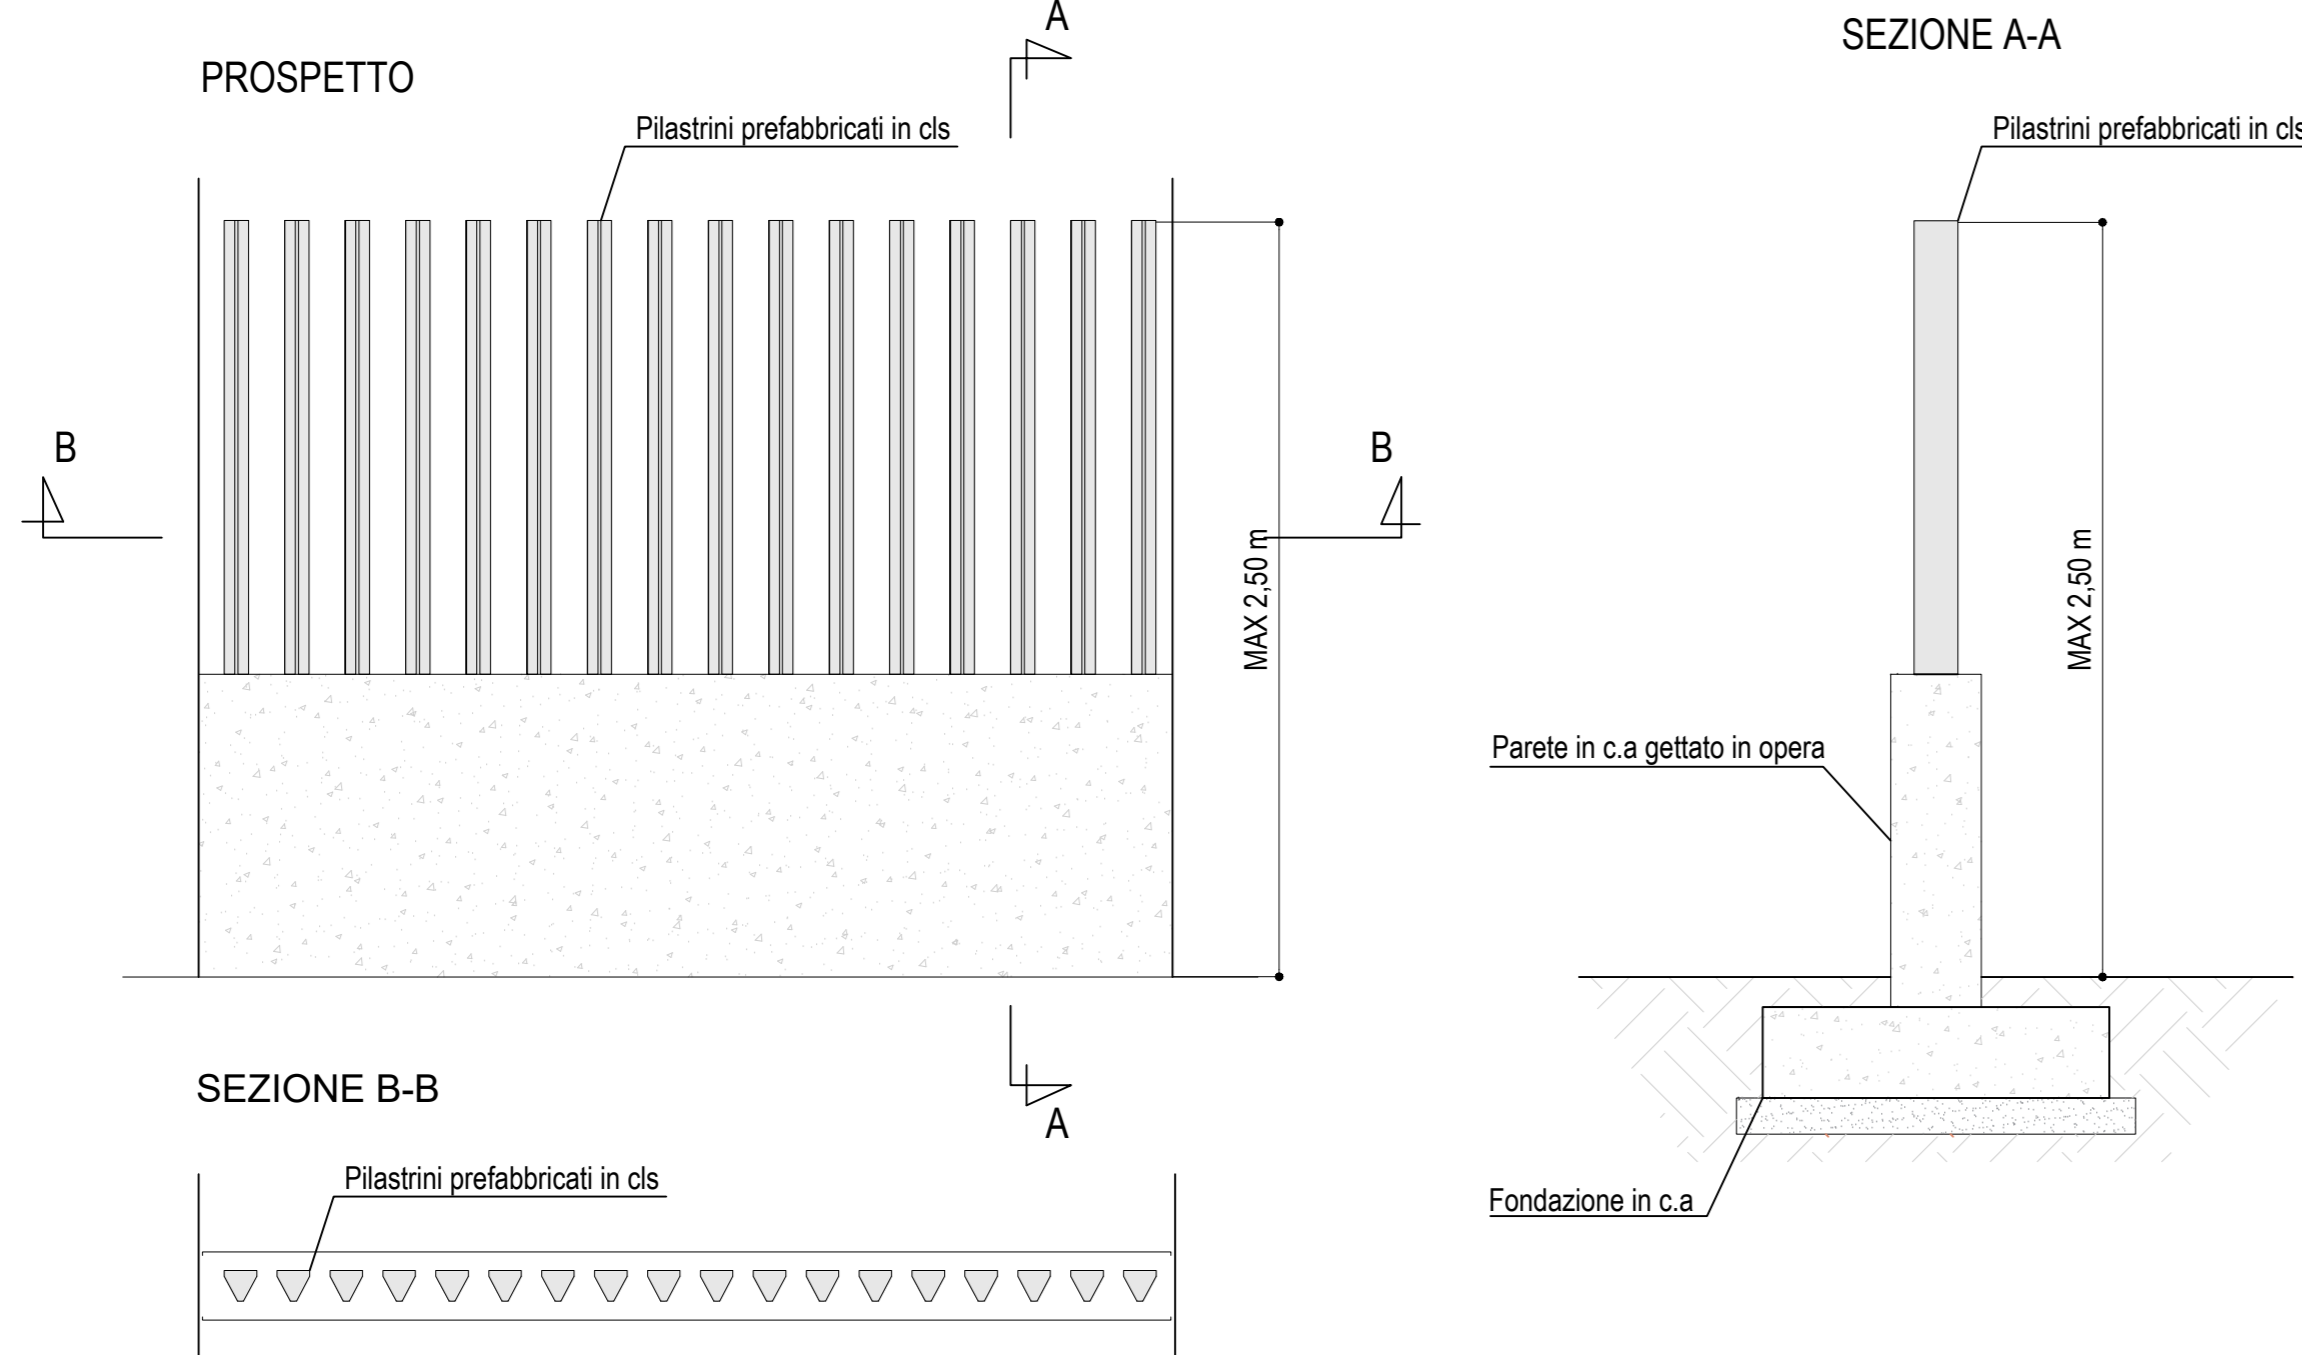 PROSPETTO
A
SEZIONE A-A
Pilastrini prefabbricati in cls
Pilastrini prefabbricati in cls
B
B
MAX 2,50 m
MAX 2,50 m
Parete in c.a gettato in opera
SEZIONE B-B
A
Pilastrini prefabbricati in cls
Fondazione in c.a